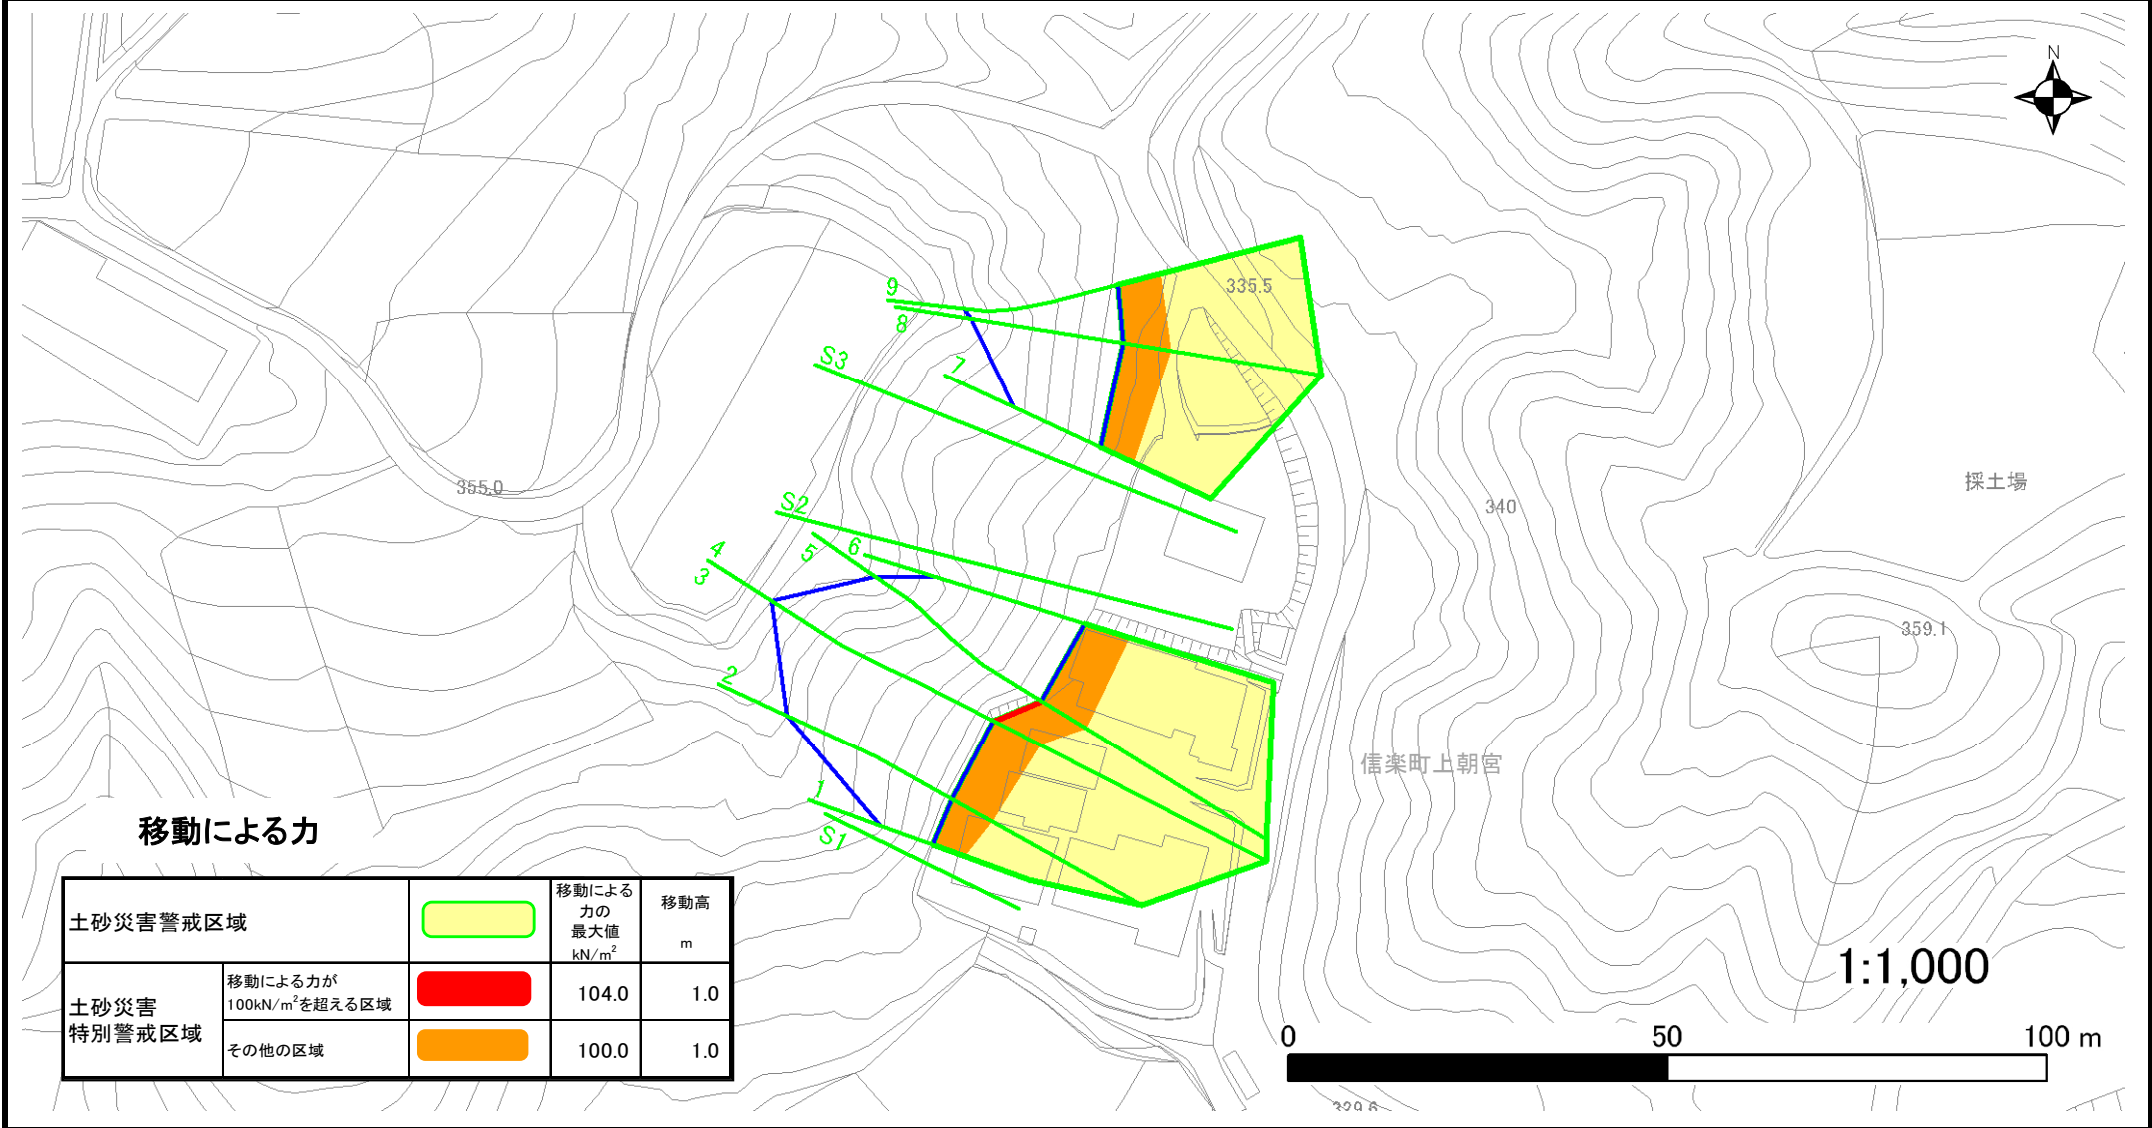 N
9
8
335.5
S3
7
355.0
S2
採土場
340
4
5
6
3
359.1
2
信楽町上朝宮
1
S1
移動による力
土砂災害警戒区域
移動による
力の
最大値
kN/m²
移動高
m
土砂災害
特別警戒区域
移動による力が
100kN/m²を超える区域
104.0 1.0
その他の区域
100.0 1.0
1:1,000
0 50 100 m
329.6